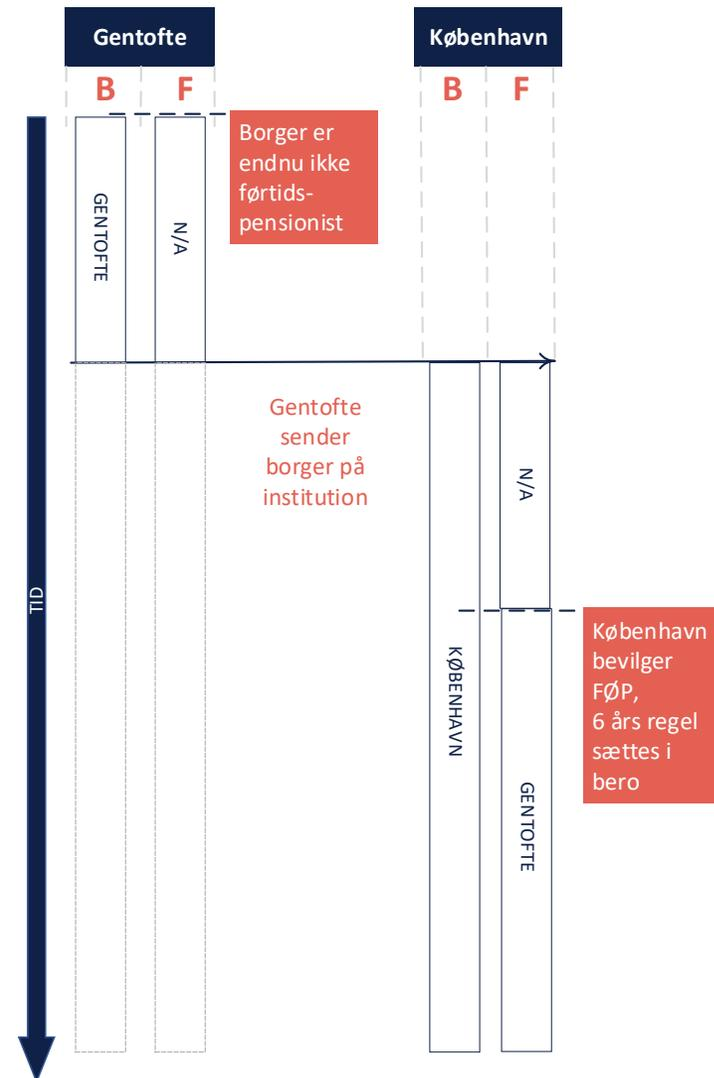 Gentofte
København
B
F
B
F
Borger er
endnu ikke
førtids-
pensionist
GENTOFTE
N/A
Gentofte
sender
borger på
institution
N/A
TID
København
bevilger
FØP,
6 års regel
sættes i
bero
KØBENHAVN
GENTOFTE